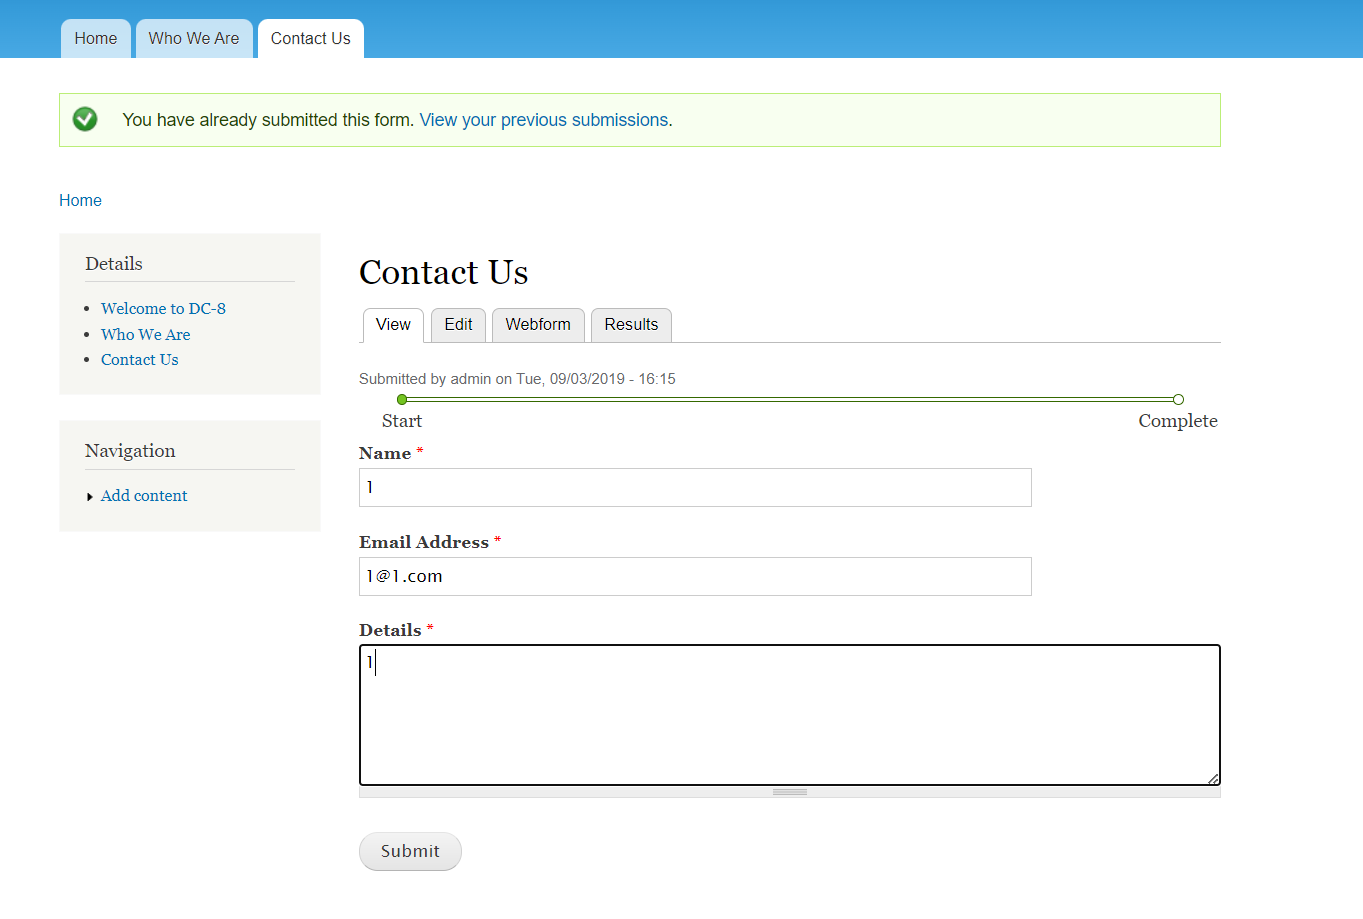 Home Who We Are Contact Us
You have already submitted this form. View your previous submissions.
Home
Details
Welcome to DC-8
Who We Are
Contact Us
Navigation
Add content
Contact Us
View Edit Webform Results
Submitted by admin on Tue, 09/03/2019 - 16:15
Start Complete
Name *
1
Email Address *
1@1.com
Details *
1
Submit